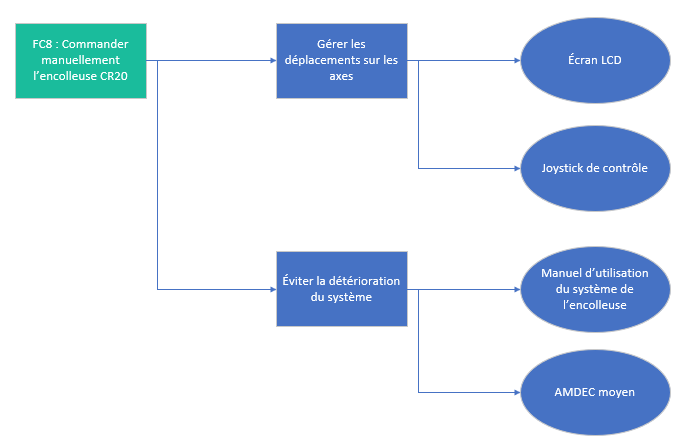 FC8 : Commander
manuellement
l'encolleuse CR20
Gérer les
déplacements sur les
axes
Écran LCD
Joystick de contrôle
Éviter la détérioration
du système
Manuel d'utilisation
du système de
l'encolleuse
AMDEC moyen